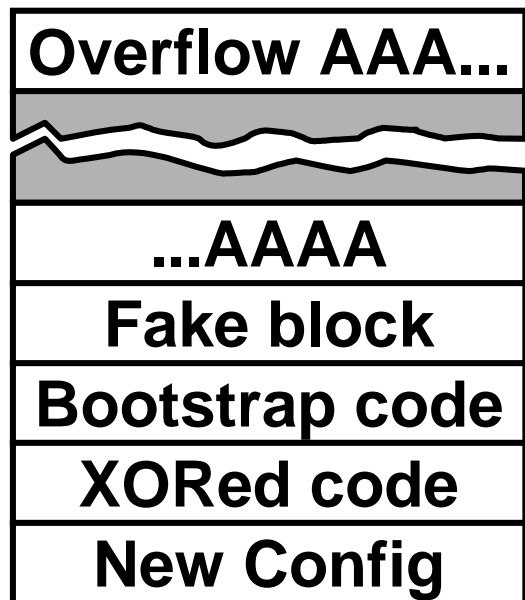 Overflow AAA...
...AAAA
Fake block
Bootstrap code
XORed code
New Config